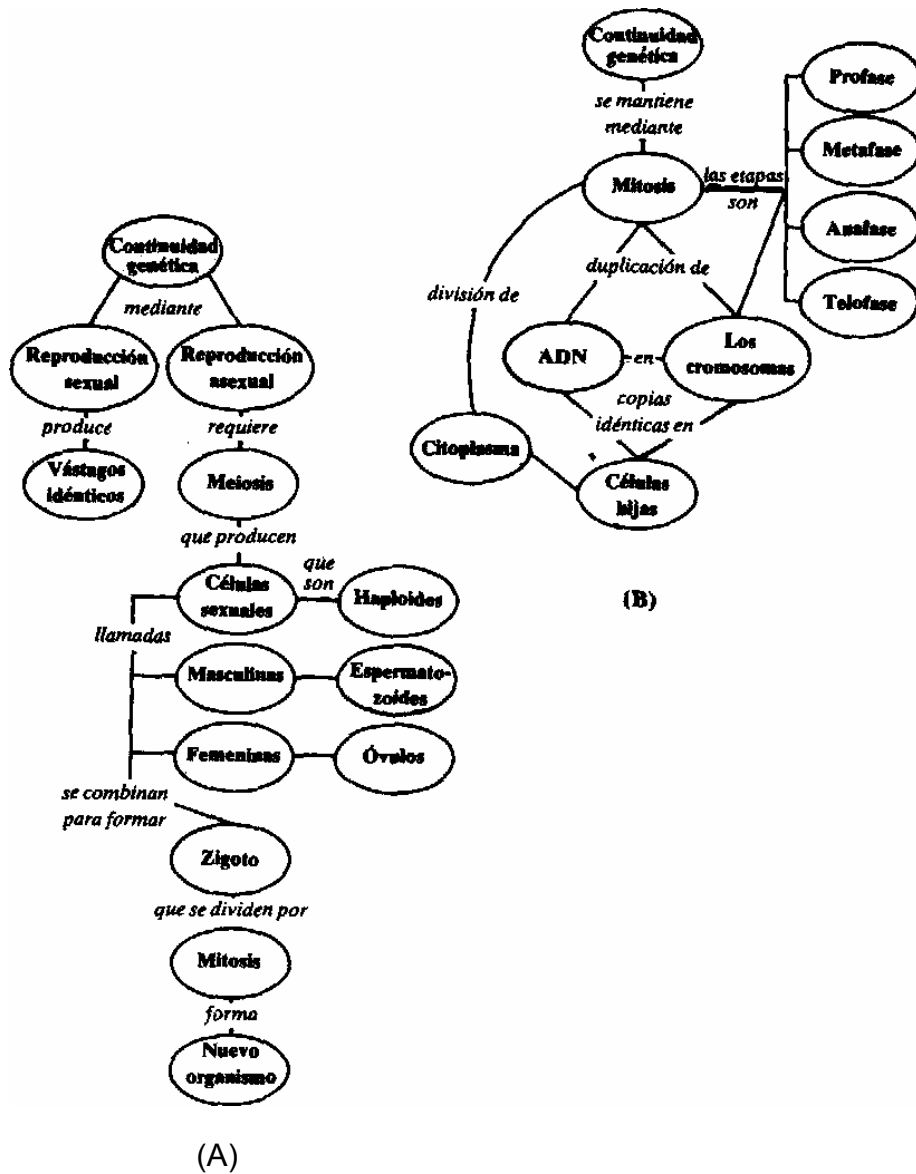 Continuidad
genética
mediante
Reproducción
sexual
Reproducción
asexual
produce
requiere
Vástagos
idénticos
Meiosis
que producen
Células
sexuales
que
son
Haploides
llamadas
Masculinas
Espermato-
zoides
Femeninas
Óvulos
se combinan
para formar
Zigoto
que se dividen por
Mitosis
forma
Nuevo
organismo
(A)
Continuidad
genética
se mantiene
mediante
Mitosis
las etapas
son
Profase
Metafase
Anafase
Telofase
división de
duplicación de
ADN
en
Los
cromosomas
copias
idénticas en
Citoplasma
Células
hijas
(B)